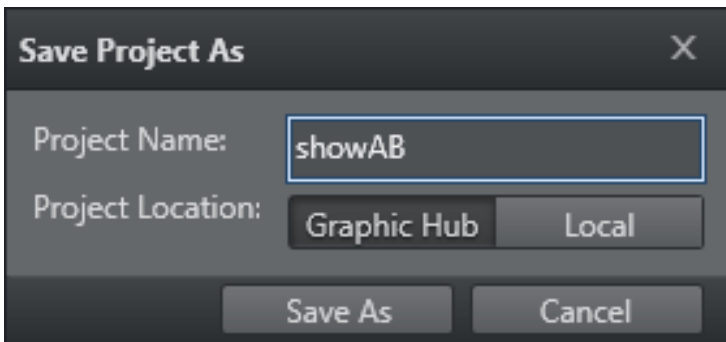 Save Project As X
Project Name: showAB
Project Location: Graphic Hub Local
Save As Cancel